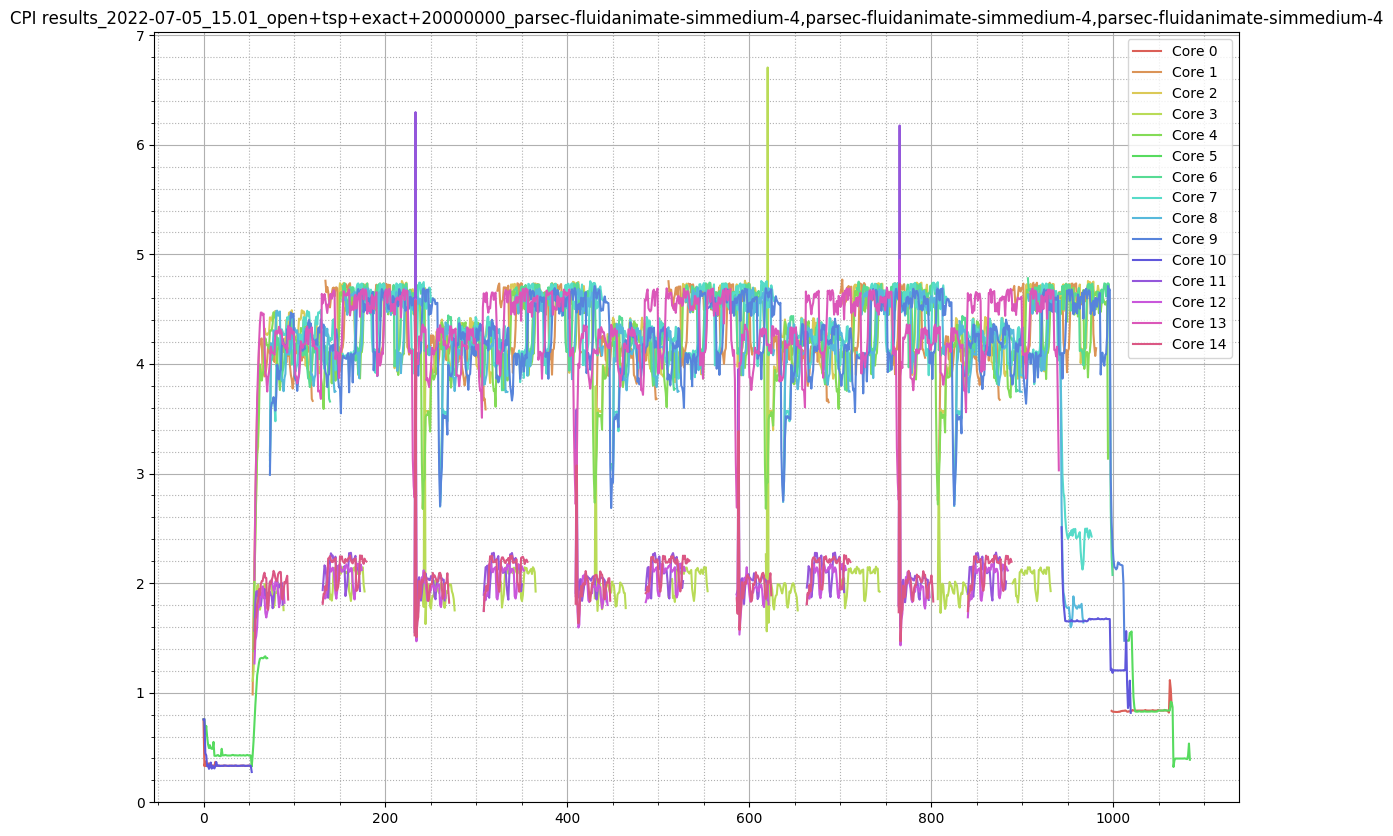 CPI results_2022-07-05_15.01_open+tsp+exact+20000000_parsec-fluidanimate-simmedium-4,parsec-fluidanimate-simmedium-4,parsec-fluidanimate-simmedium-4
7
6
5
4
3
2
1
0
Core 0
Core 1
Core 2
Core 3
Core 4
Core 5
Core 6
Core 7
Core 8
Core 9
Core 10
Core 11
Core 12
Core 13
Core 14
0 200 400 600 800 1000